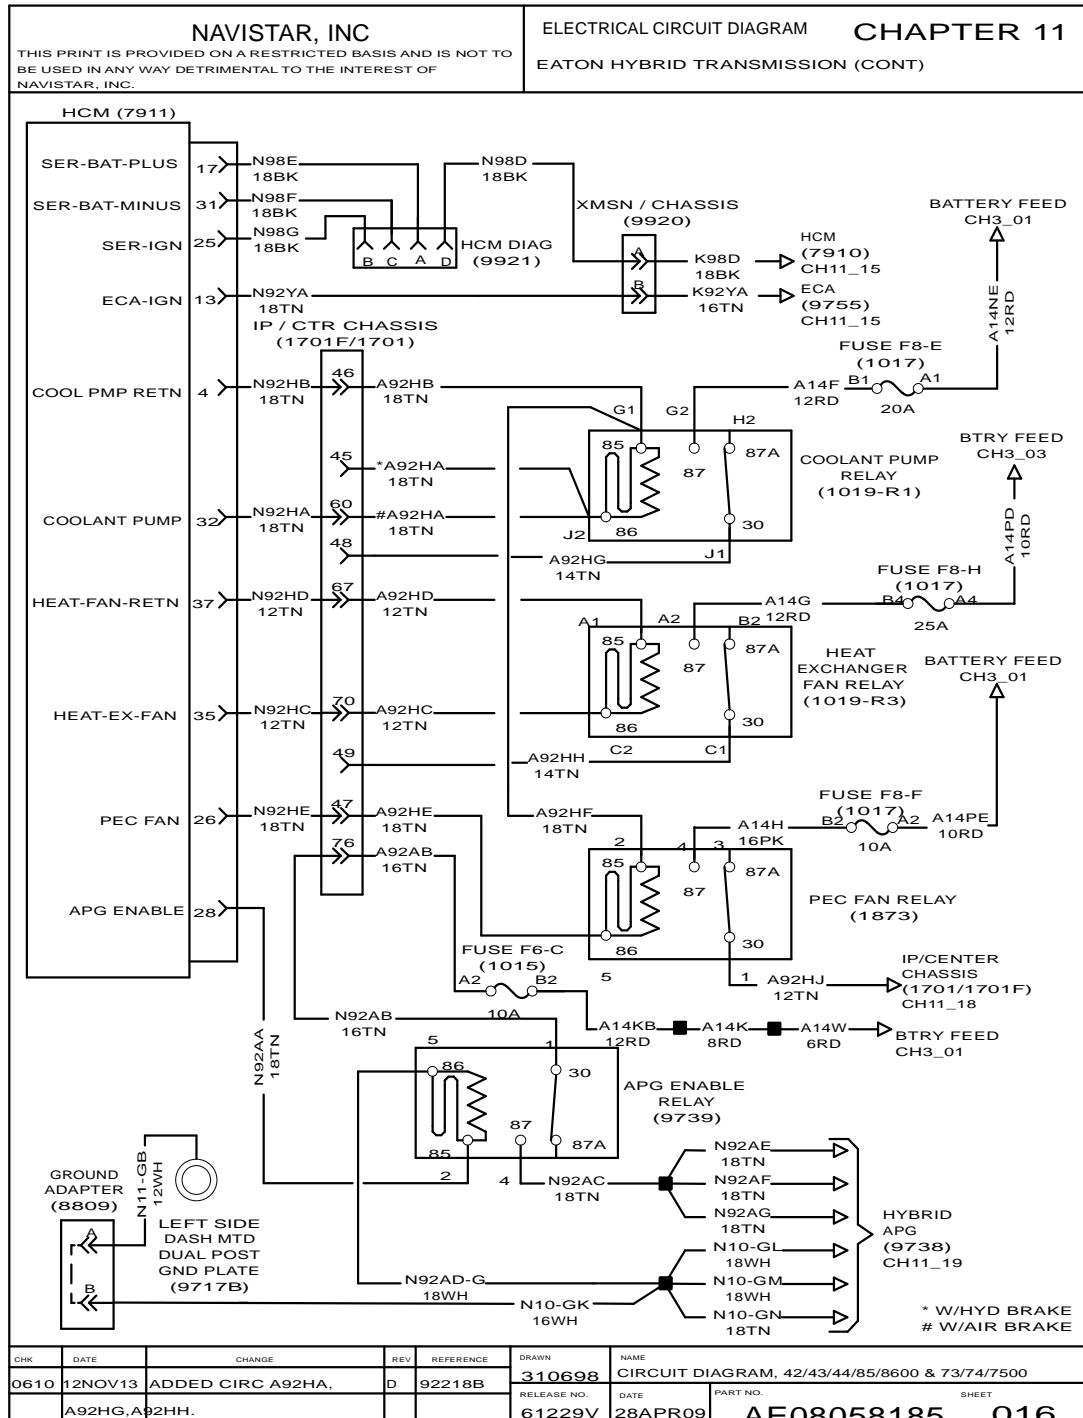 NAVISTAR, INC
THIS PRINT IS PROVIDED ON A RESTRICTED BASIS AND IS NOT TO
BE USED IN ANY WAY DETRIMENTAL TO THE INTEREST OF
NAVISTAR, INC.
ELECTRICAL CIRCUIT DIAGRAM
CHAPTER 11
EATON HYBRID TRANSMISSION (CONT)
HCM (7911)
SER-BAT-PLUS 17 N98E
18BK
SER-BAT-MINUS 31 N98F
18BK
SER-IGN 25 N98G
18BK
B C A D
HCM DIAG
(9921)
N98D
18BK
XMSN / CHASSIS
(9920)
A
K98D
18BK
HCM
(7910)
CH11_15
ECA-IGN 13 N92YA
18TN
B
K92YA
16TN
ECA
(9755)
CH11_15
BATTERY FEED
CH3_01
A14NE
12RD
FUSE F8-E
(1017)
B1 A1
20A
A14F
12RD
IP / CTR CHASSIS
(1701F/1701)
COOL PMP RETN 4 N92HB
18TN
46
A92HB
18TN
G1 G2 H2
85 87 87A
86 30
J2 J1
COOLANT PUMP
RELAY
(1019-R1)
45
*A92HA
18TN
COOLANT PUMP 32 N92HA
18TN
60
#A92HA
18TN
48
A92HG
14TN
BTRY FEED
CH3_03
A14PD
10RD
FUSE F8-H
(1017)
B4 A4
25A
A14G
12RD
HEAT-FAN-RETN 37 N92HD
12TN
67
A92HD
12TN
A1 A2 B2
85 87 87A
86 30
C2 C1
HEAT
EXCHANGER
FAN RELAY
(1019-R3)
HEAT-EX-FAN 35 N92HC
12TN
70
A92HC
12TN
49
A92HH
14TN
BATTERY FEED
CH3_01
FUSE F8-F
(1017)
B2 A2
10A
A14PE
10RD
A14H
16PK
PEC FAN 26 N92HE
18TN
47
A92HE
18TN
A92HF
18TN
76
A92AB
16TN
2 4 3
85 87 87A
86 30
5 1
PEC FAN RELAY
(1873)
A92HJ
12TN
IP/CENTER
CHASSIS
(1701/1701F)
CH11_18
APG ENABLE 28
FUSE F6-C
(1015)
A2 B2
10A
N92AB
16TN
N92AA
18TN
A14KB
12RD
A14K
8RD
A14W
6RD
BTRY FEED
CH3_01
5 1
86 30
87
85 87A
2 4
APG ENABLE
RELAY
(9739)
N92AC
18TN
N92AE
18TN
N92AF
18TN
N92AG
18TN
N10-GL
18WH
N10-GM
18WH
N10-GN
18TN
HYBRID
APG
(9738)
CH11_19
N92AD-G
18WH
N10-GK
16WH
GROUND
ADAPTER
(8809)
A
B
N11-GB
12WH
LEFT SIDE
DASH MTD
DUAL POST
GND PLATE
(9717B)
* W/HYD BRAKE
# W/AIR BRAKE
CHK DATE CHANGE REV REFERENCE
0610 12NOV13 ADDED CIRC A92HA, D 92218B
A92HG,A92HH.
DRAWN
310698
NAME
CIRCUIT DIAGRAM, 42/43/44/85/8600 & 73/74/7500
RELEASE NO.
61229V
DATE
28APR09
PART NO.
AE08058185
SHEET
016